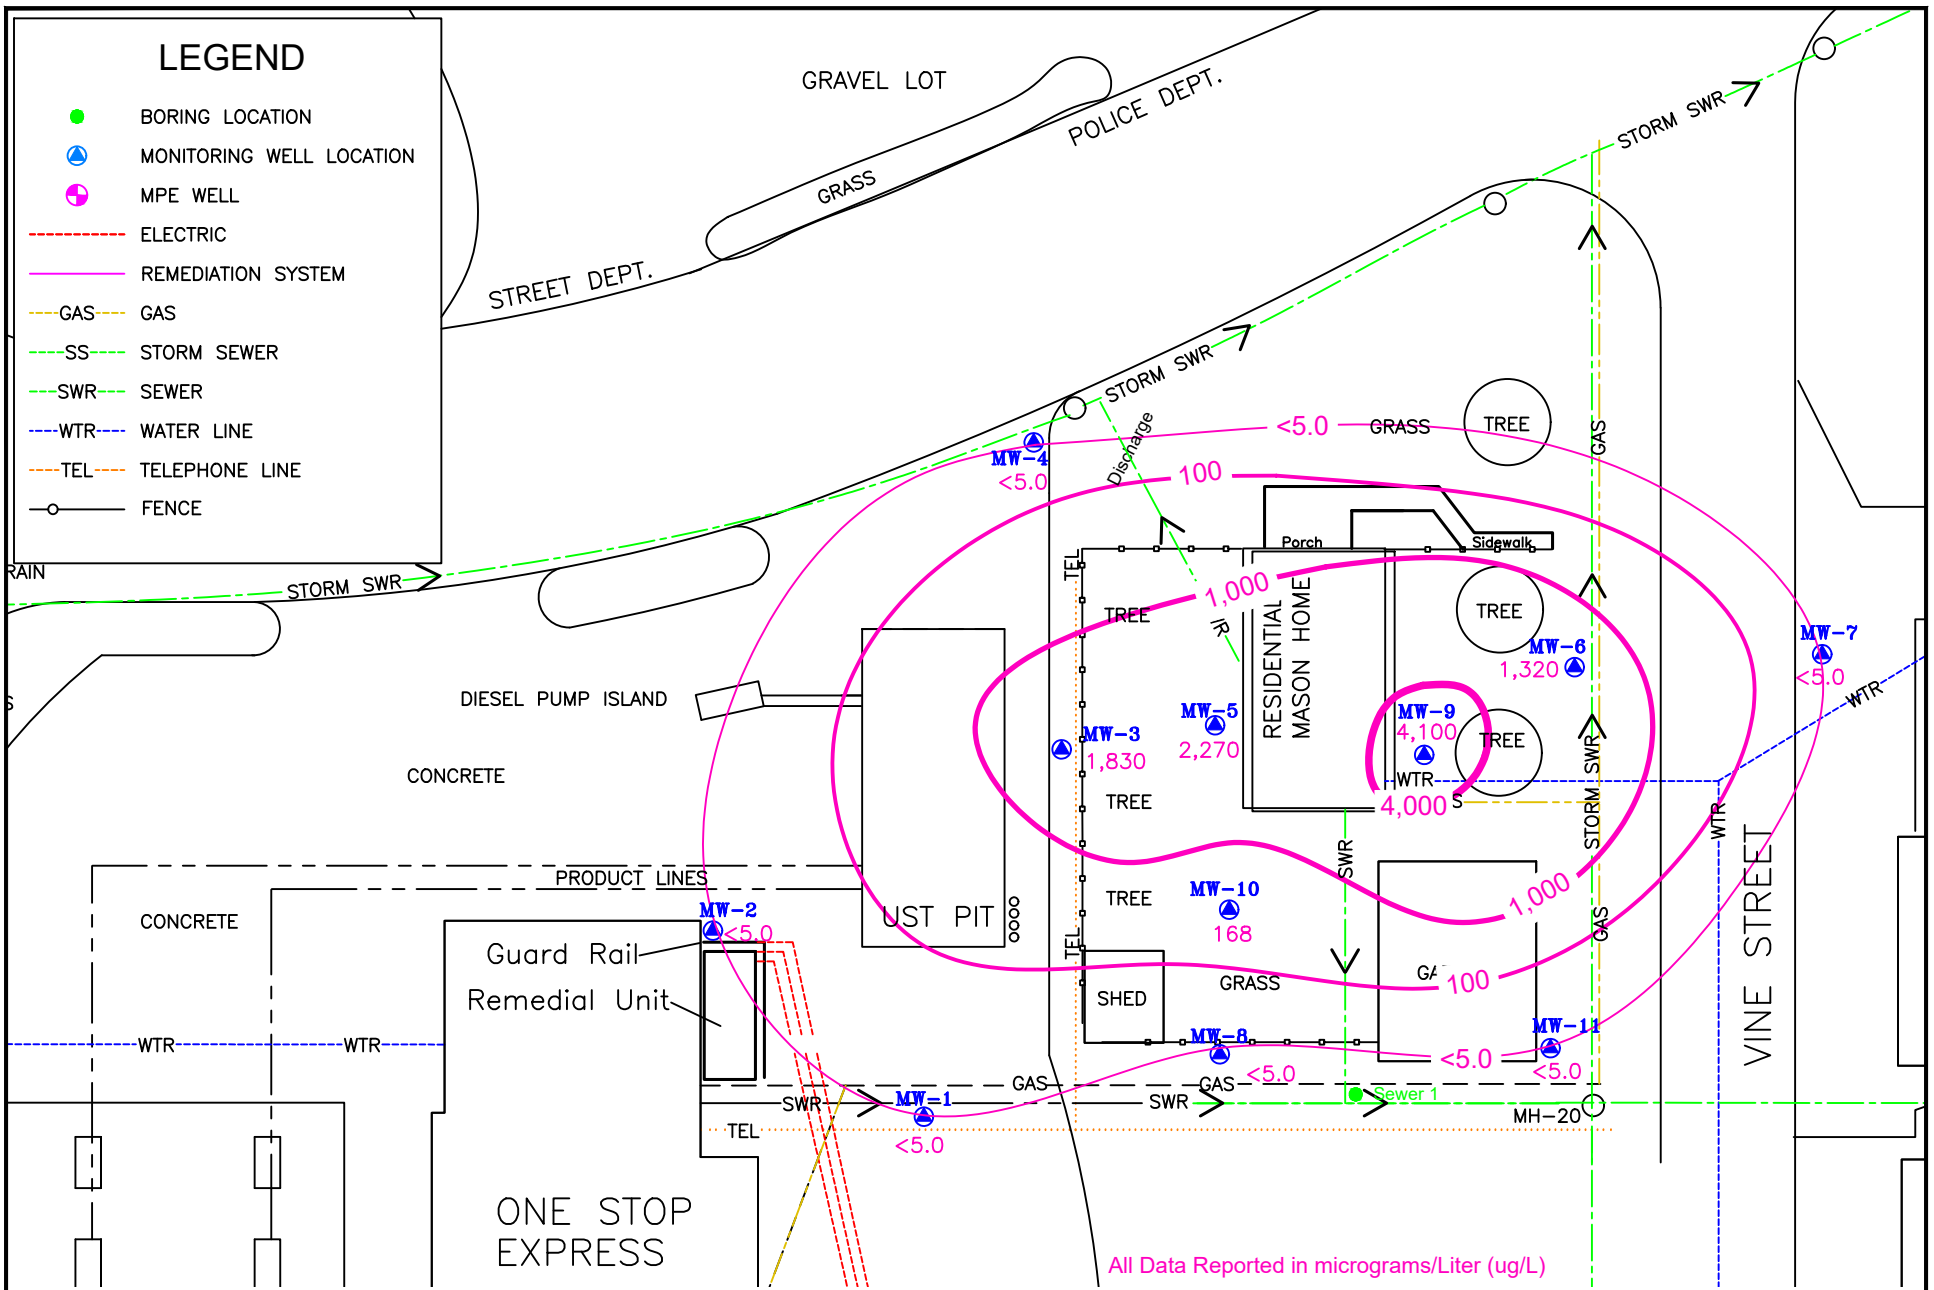 LEGEND
BORING LOCATION
MONITORING WELL LOCATION
MPE WELL
ELECTRIC
REMEDIATION SYSTEM
GAS GAS
SS STORM SEWER
SWR SEWER
WTR WATER LINE
TEL TELEPHONE LINE
FENCE
GRAVEL LOT
POLICE DEPT.
GRASS
STREET DEPT.
STORM SWR
STORM SWR
STORM SWR
RAIN
S
Discharge
<5.0
GRASS
TREE
GAS
MW-4
<5.0
100
Porch
Sidewalk
TEL
1,000
TREE
IR
RESIDENTIAL
MASON HOME
TREE
MW-6
1,320
MW-7
<5.0
WTR
DIESEL PUMP ISLAND
MW-5
2,270
MW-9
4,100
TREE
MW-3
1,830
CONCRETE
WTR
4,000
S
TREE
STORM SWR
WTR
VINE STREET
SWR
PRODUCT LINES
CONCRETE
MW-2
<5.0
UST PIT
TREE
MW-10
168
1,000
GAS
TEL
Guard Rail
Remedial Unit
SHED
GRASS
GA
100
WTR
WTR
MW-8
<5.0
<5.0
MW-11
<5.0
GAS
GAS
SWR
MW-1
<5.0
SWR
Sewer 1
MH-20
TEL
ONE STOP
EXPRESS
All Data Reported in micrograms/Liter (ug/L)